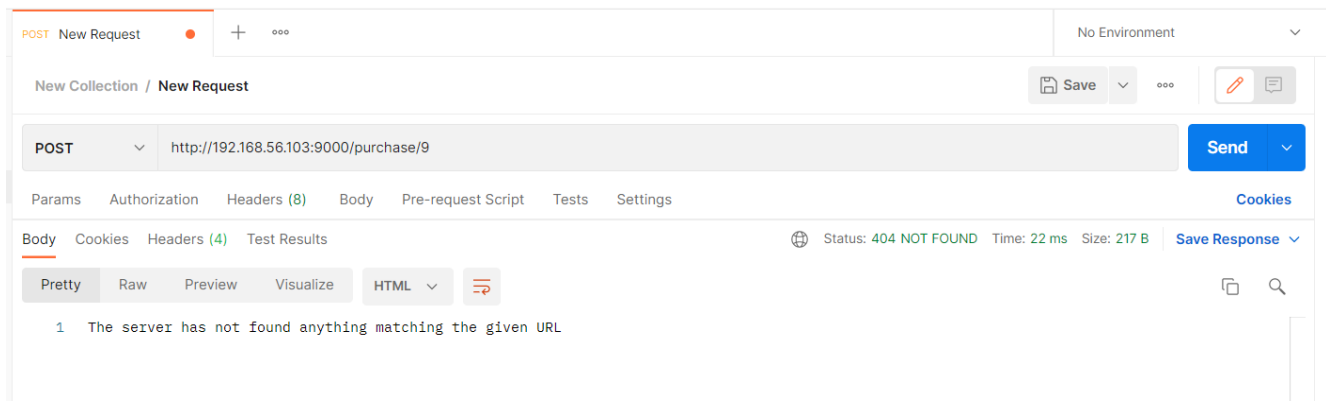 POST New Request
No Environment
New Collection / New Request
Save
POST http://192.168.56.103:9000/purchase/9 Send
Params Authorization Headers (8) Body Pre-request Script Tests Settings Cookies
Body Cookies Headers (4) Test Results Status: 404 NOT FOUND Time: 22 ms Size: 217 B Save Response
Pretty Raw Preview Visualize HTML
1 The server has not found anything matching the given URL